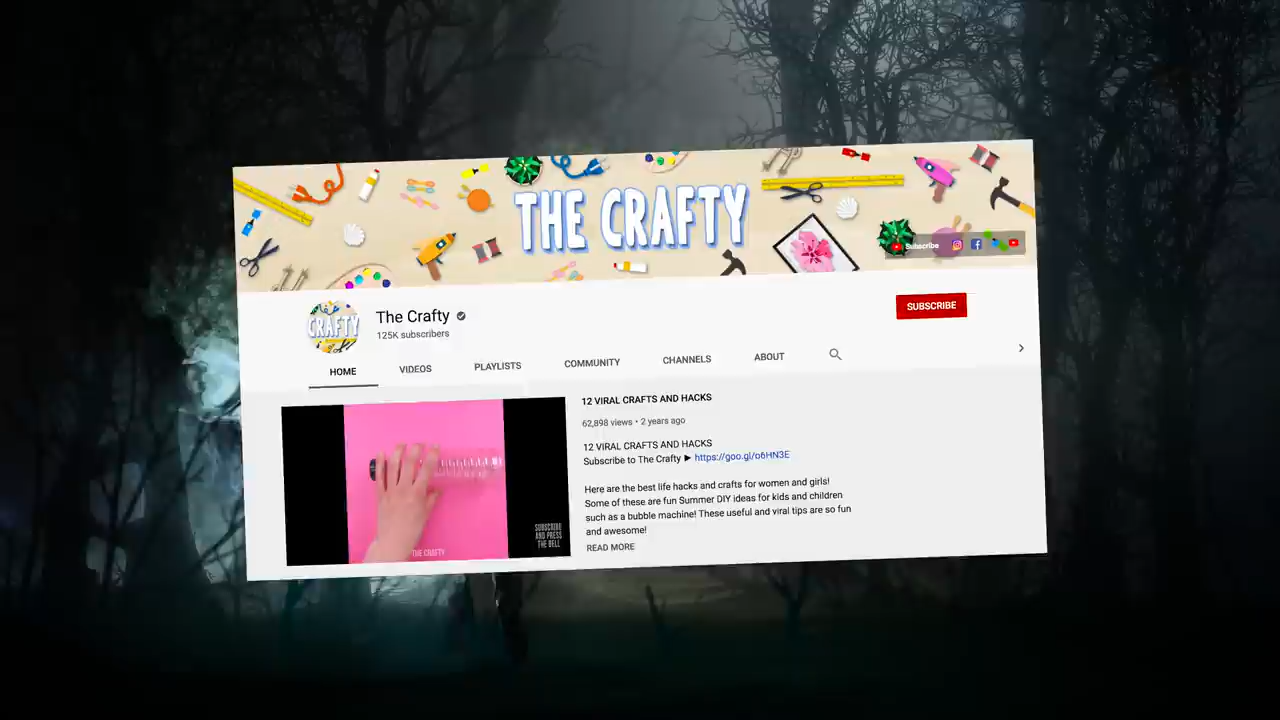 THE CRAFTY
Subscribe
CRAFTY
The Crafty
125K subscribers
SUBSCRIBE
HOME
VIDEOS
PLAYLISTS
COMMUNITY
CHANNELS
ABOUT
12 VIRAL CRAFTS AND HACKS
62,898 views • 2 years ago
12 VIRAL CRAFTS AND HACKS
Subscribe to The Crafty ▶ https://goo.gl/o6HN3E
Here are the best life hacks and crafts for women and girls!
Some of these are fun Summer DIY ideas for kids and children
such as a bubble machine! These useful and viral tips are so fun
and awesome!
READ MORE
SUBSCRIBE
AND PRESS
THE BELL
THE CRAFTY